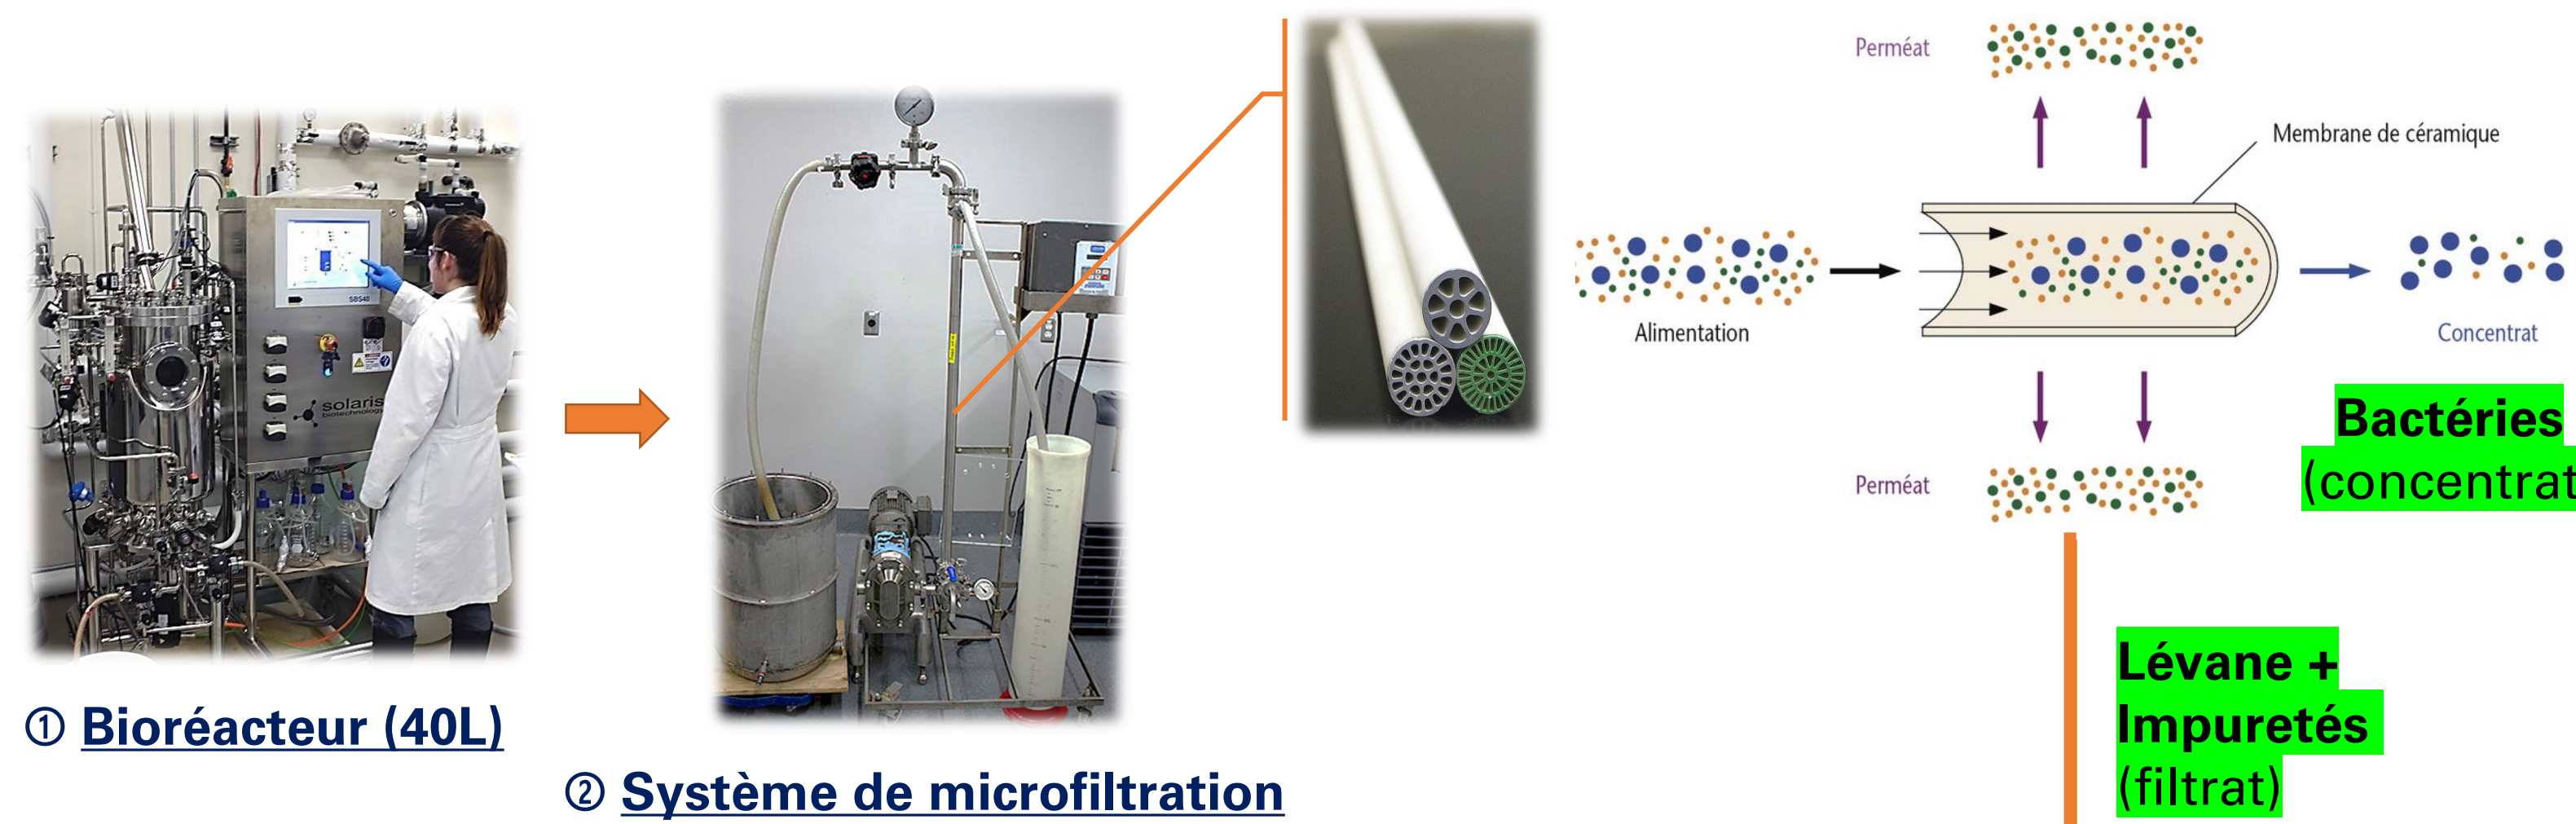 Perméat
Membrane de céramique
Alimentation
Concentrat
Perméat
Bactéries
(concentrat
SBS40
solaris
biotechnology
Lévane +
Impuretés
(filtrat)
① Bioréacteur (40L)
② Système de microfiltration